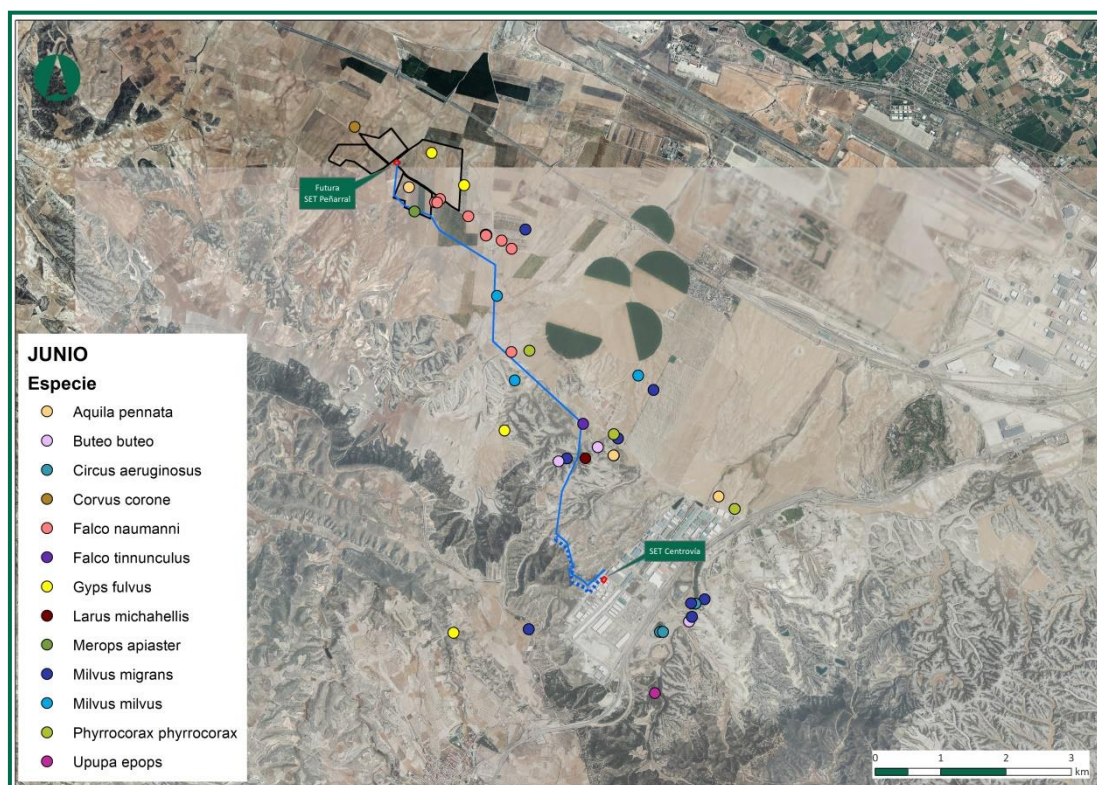 Futura
SET Peñarral
SET Centrovía
JUNIO
Especie
Aquila pennata
Buteo buteo
Circus aeruginosus
Corvus corone
Falco naumanni
Falco tinnunculus
Gyps fulvus
Larus michahellis
Merops apiaster
Milvus migrans
Milvus milvus
Phyrrocorax phyrrocorax
Upupa epops
0 1 2 3
km